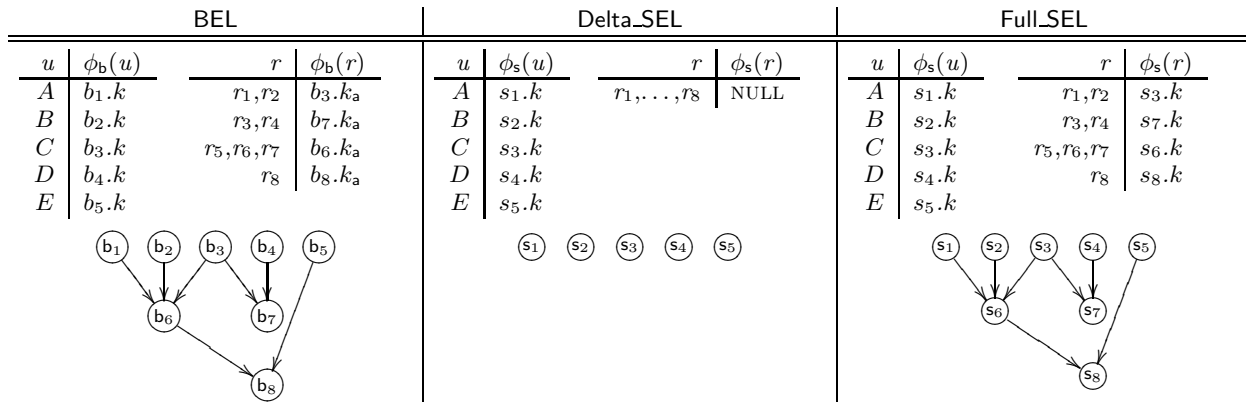 BEL Delta_SEL Full_SEL
u ϕb(u) r ϕb(r) u ϕs(u) r ϕs(r) u ϕs(u) r ϕs(r)
A b1.k r1,r2 b3.ka A s1.k r1,...,r8 NULL A s1.k r1,r2 s3.k
B b2.k r3,r4 b7.ka B s2.k B s2.k r3,r4 s7.k
C b3.k r5,r6,r7 b6.ka C s3.k C s3.k r5,r6,r7 s6.k
D b4.k r8 b8.ka D s4.k D s4.k r8 s8.k
E b5.k E s5.k E s5.k
b1 b2 b3 b4 b5 s1 s2 s3 s4 s5 s1 s2 s3 s4 s5
b6 b7 s6 s7
b8 s8